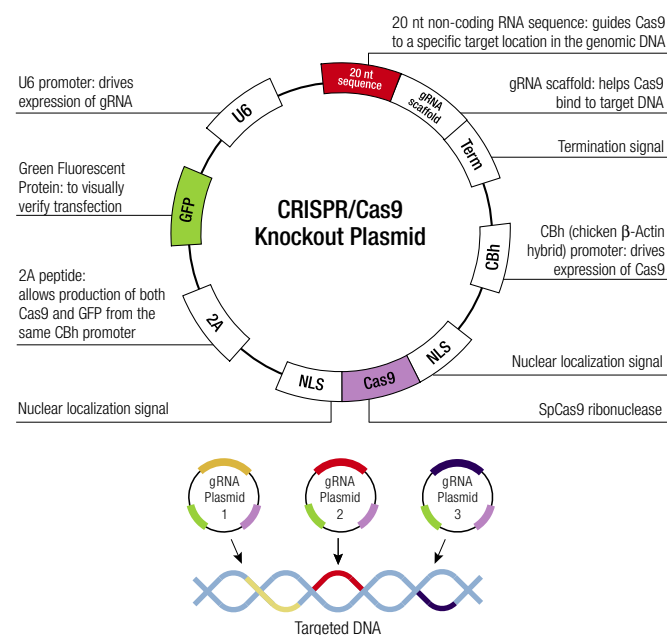 20 nt non-coding RNA sequence: guides Cas9
to a specific target location in the genomic DNA
U6 promoter: drives
expression of gRNA
gRNA scaffold: helps Cas9
bind to target DNA
Termination signal
Green Fluorescent
Protein: to visually
verify transfection
CBh (chicken β-Actin
hybrid) promoter: drives
expression of Cas9
2A peptide:
allows production of both
Cas9 and GFP from the
same CBh promoter
Nuclear localization signal
Nuclear localization signal
SpCas9 ribonuclease
20 nt
sequence
gRNA
scaffold
Term
CBh
NLS
Cas9
NLS
2A
GFP
U6
CRISPR/Cas9
Knockout Plasmid
gRNA
Plasmid
1
gRNA
Plasmid
2
gRNA
Plasmid
3
Targeted DNA